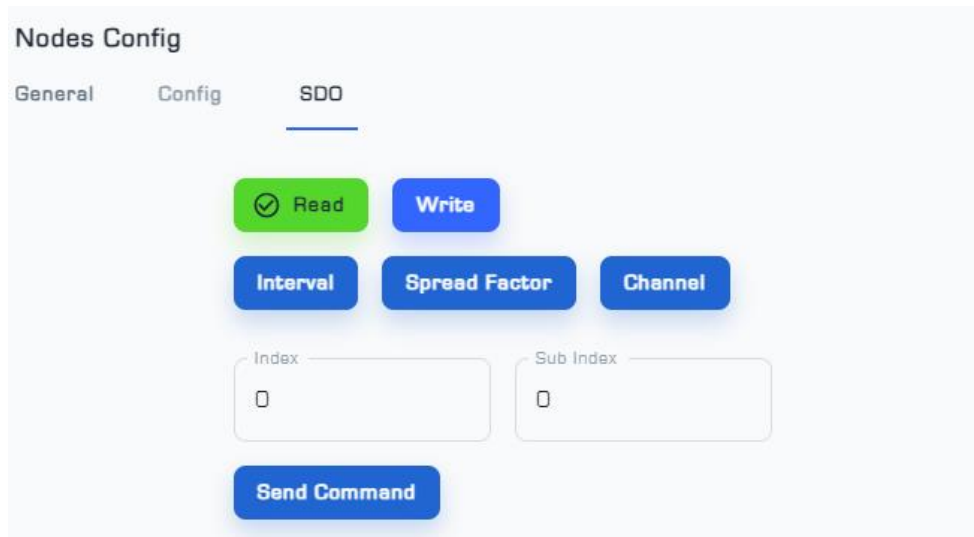 Nodes Config
General Config SDO
Read Write
Interval Spread Factor Channel
Index Sub Index
0 0
Send Command